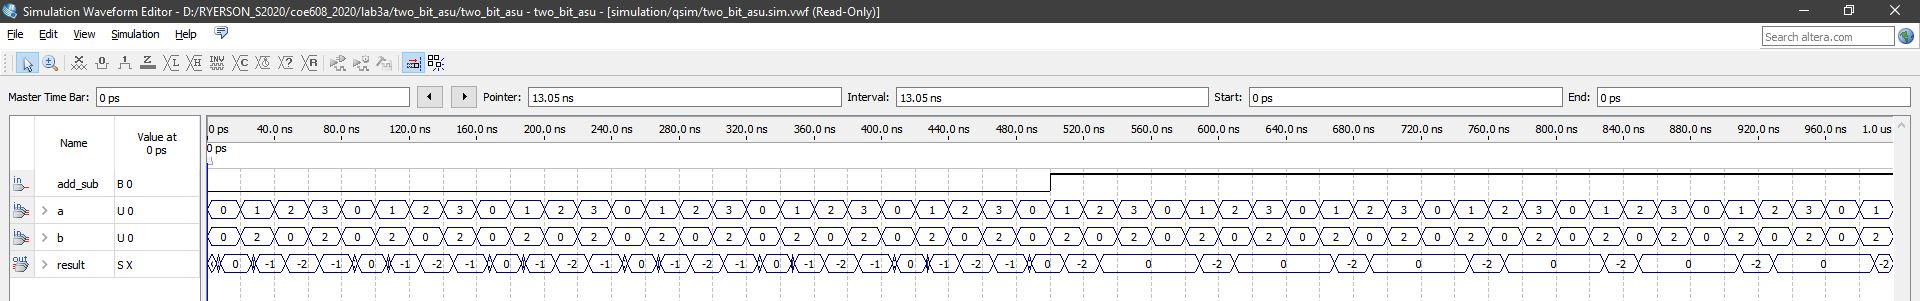 Simulation Waveform Editor - D:/RYERSON_S2020/coe608_2020/lab3a/two_bit_asu/two_bit_asu - two_bit_asu - [simulation/qsim/two_bit_asu.sim.vwf (Read-Only)]
File Edit View Simulation Help Search altera.com
Master Time Bar: 0 ps Pointer: 13.05 ns Interval: 13.05 ns Start: 0 ps End: 0 ps
Name Value at 0 ps 0 ps 40.0 ns 80.0 ns 120.0 ns 160.0 ns 200.0 ns 240.0 ns 280.0 ns 320.0 ns 360.0 ns 400.0 ns 440.0 ns 480.0 ns 520.0 ns 560.0 ns 600.0 ns 640.0 ns 680.0 ns 720.0 ns 760.0 ns 800.0 ns 840.0 ns 880.0 ns 920.0 ns 960.0 ns 1.0 us
0 ps
add_sub B 0
a U 0 0 1 2 3 0 1 2 3 0 1 2 3 0 1 2 3 0 1 2 3 0 1 2 3 0 1 2 3 0 1 2 3 0 1 2 3 0 1 2 3 0 1 2 3 0 1 2 3 0 1
b U 0 0 2 0 2 0 2 0 2 0 2 0 2 0 2 0 2 0 2 0 2 0 2 0 2 0 2 0 2 0 2 0 2 0 2 0 2 0 2 0 2 0 2 0 2 0 2 0 2 0 2
result S X 0 -1 -2 -1 0 -1 -2 -1 0 -1 -2 -1 0 -1 -2 -1 0 -1 -2 -1 0 -1 -2 -1 0 -2 0 -2 0 -2 0 -2 0 -2 0 -2 0 -2